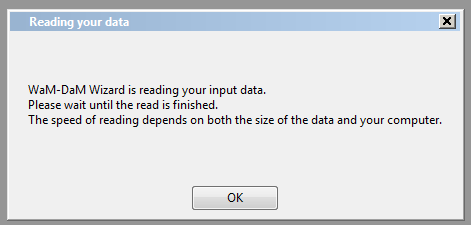 Reading your data
WaM-DaM Wizard is reading your input data.
Please wait until the read is finished.
The speed of reading depends on both the size of the data and your computer.
OK